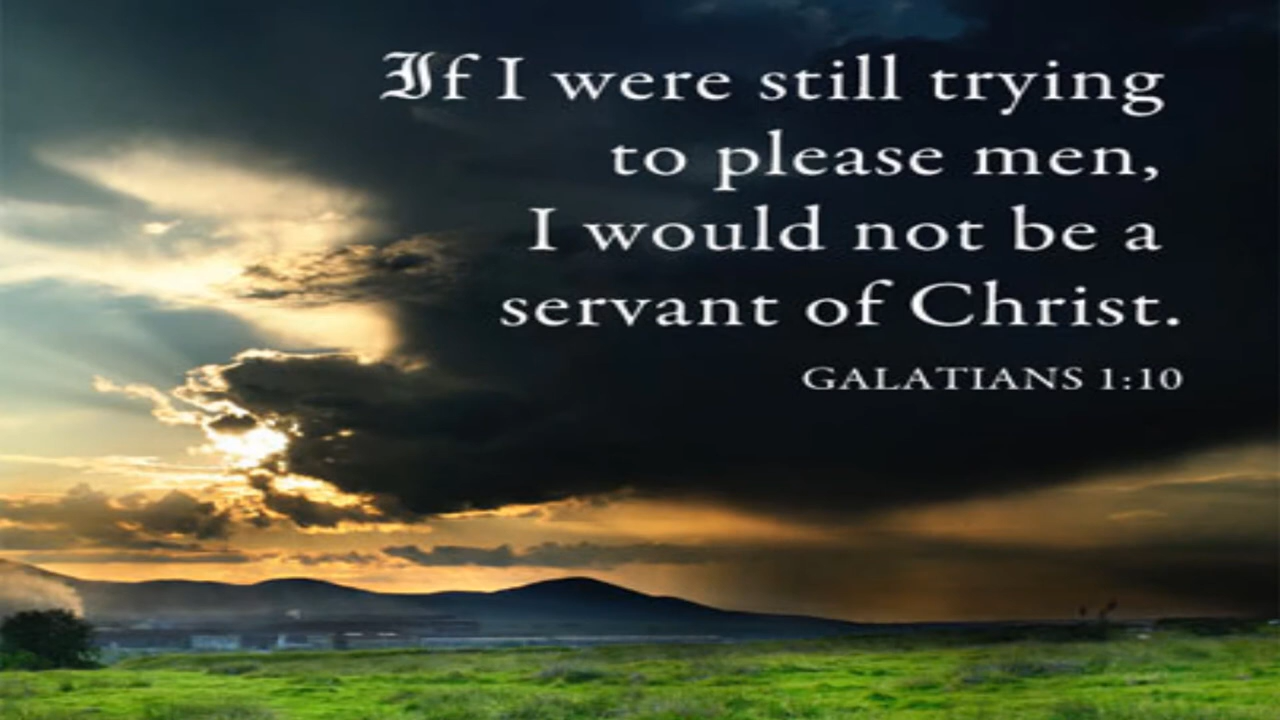 If I were still trying
to please men,
I would not be a
servant of Christ.
GALATIANS 1:10